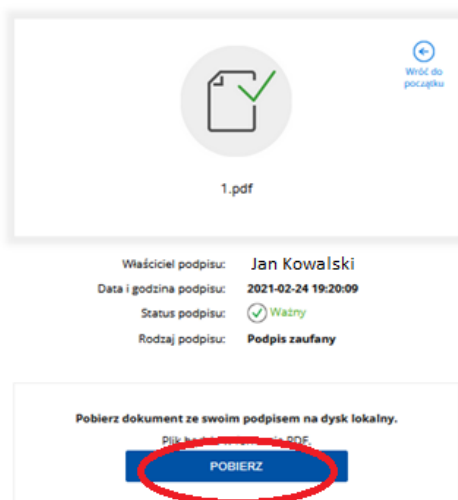 Wróć do
początku
1.pdf
Właściciel podpisu: Jan Kowalski
Data i godzina podpisu: 2021-02-24 19:20:09
Status podpisu: Ważny
Rodzaj podpisu: Podpis zaufany
Pobierz dokument ze swoim podpisem na dysk lokalny.
Plik PDF.
POBIERZ